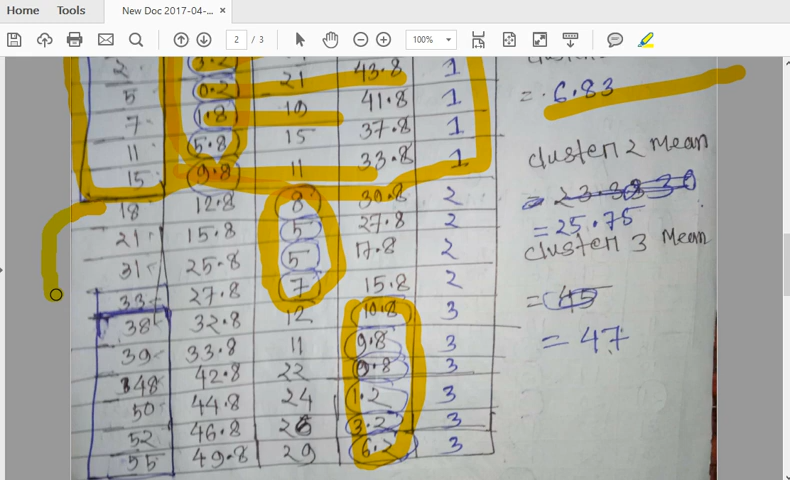 Home Tools New Doc 2017-04-... ×
2 / 3 100%
2 3.2 43.8 1
5 0.2 21 41.8 1
7 1.8 19 37.8 1
11 5.8 15 33.8 1
15 9.8 11
18 12.8 8 30.8 2
21 15.8 5 27.8 2
31 25.8 5 17.8 2
33 27.8 7 15.8 2
38 32.8 12 10.8 3
39 33.8 11 9.8 3
48 42.8 22 9.8 3
50 44.8 24 1.2 3
52 46.8 26 3.2 3
55 49.8 29 6.2 3
= 6.83
cluster 2 mean
= 25.75
cluster 3 mean
= 45
= 47